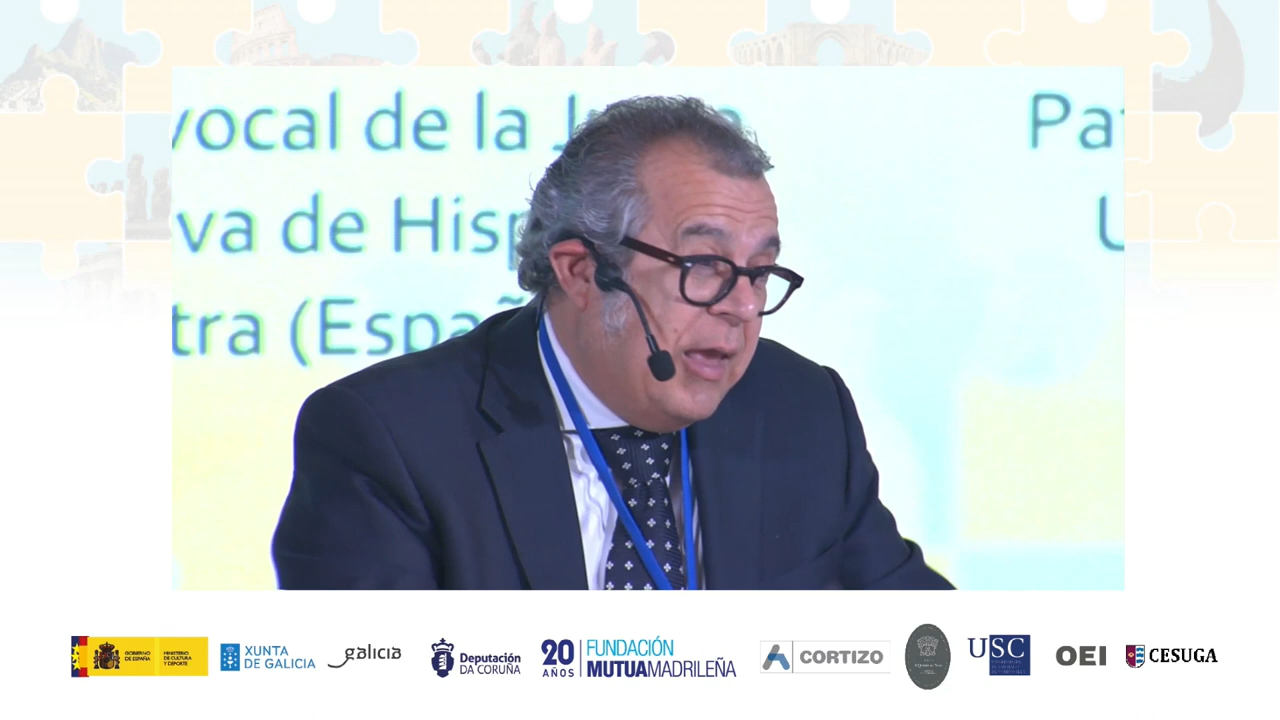 vocal de la J
Pa
va de Hisp
U
tra (Espa
GOBIERNO DE ESPAÑA
MINISTERIO DE CULTURA Y DEPORTE
XUNTA
DE GALICIA
galicia
Deputación
DA CORUÑA
20
AÑOS
FUNDACIÓN
MUTUAMADRILEÑA
CORTIZO
USC
OEI
CESUGA